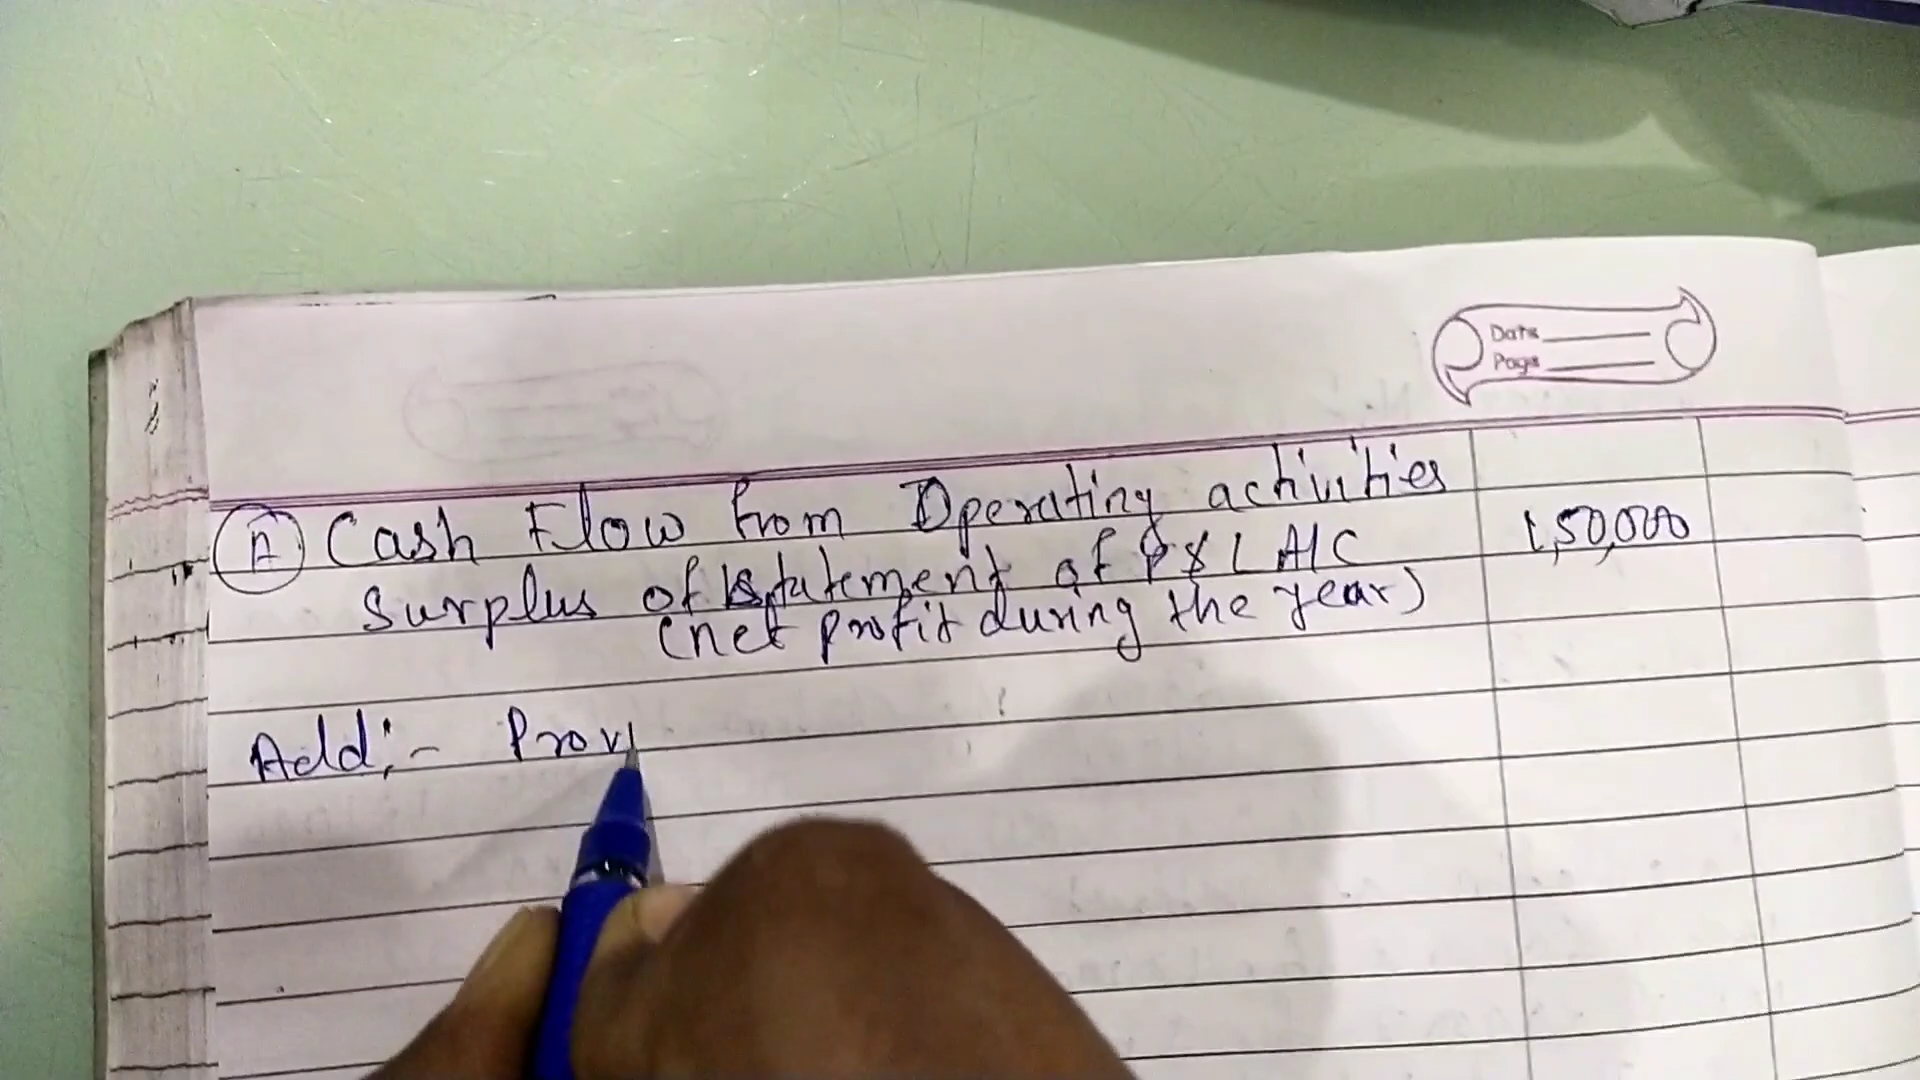 Date
Page
A Cash Flow from Operating activities
Surplus of statement of P&L A/C 1,50,000
(net profit during the year)
Add:- Prov